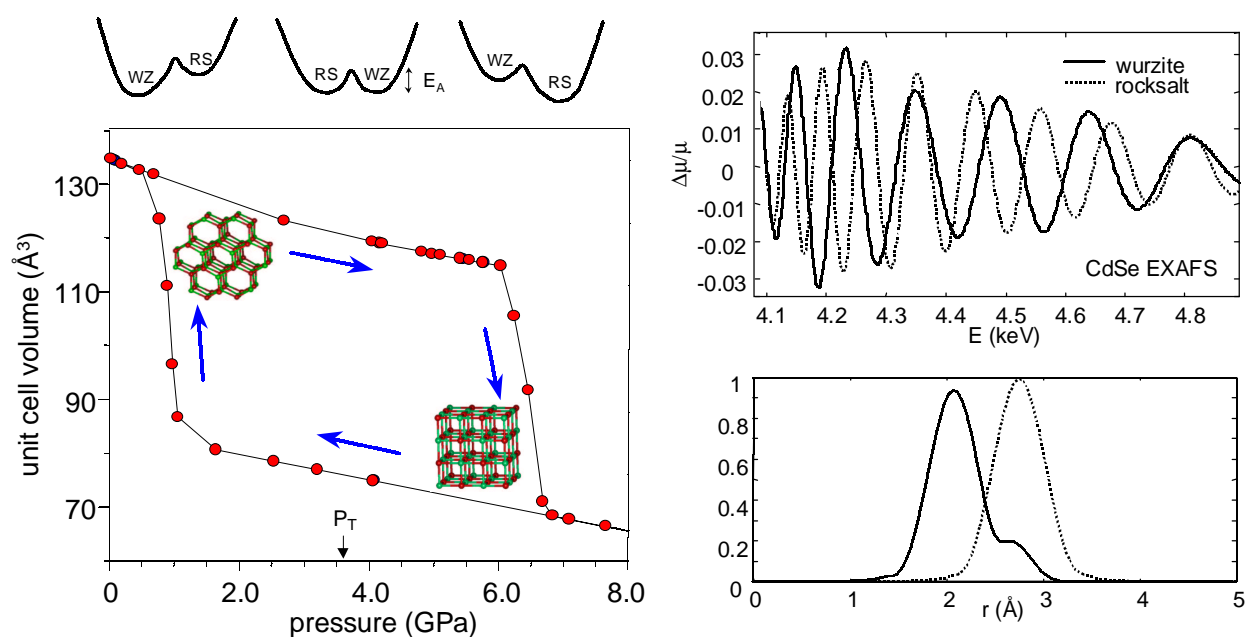 WZ RS
RS WZ
E_A
WZ RS
unit cell volume (Å³)
130
110
90
70
P_T
0 2.0 4.0 6.0 8.0
pressure (GPa)
Δμ/μ
0.03
0.02
0.01
0
-0.01
-0.02
-0.03
wurzite
rocksalt
CdSe EXAFS
4.1 4.2 4.3 4.4 4.5 4.6 4.7 4.8
E (keV)
1
0.8
0.6
0.4
0.2
0
0 1 2 3 4 5
r (Å)